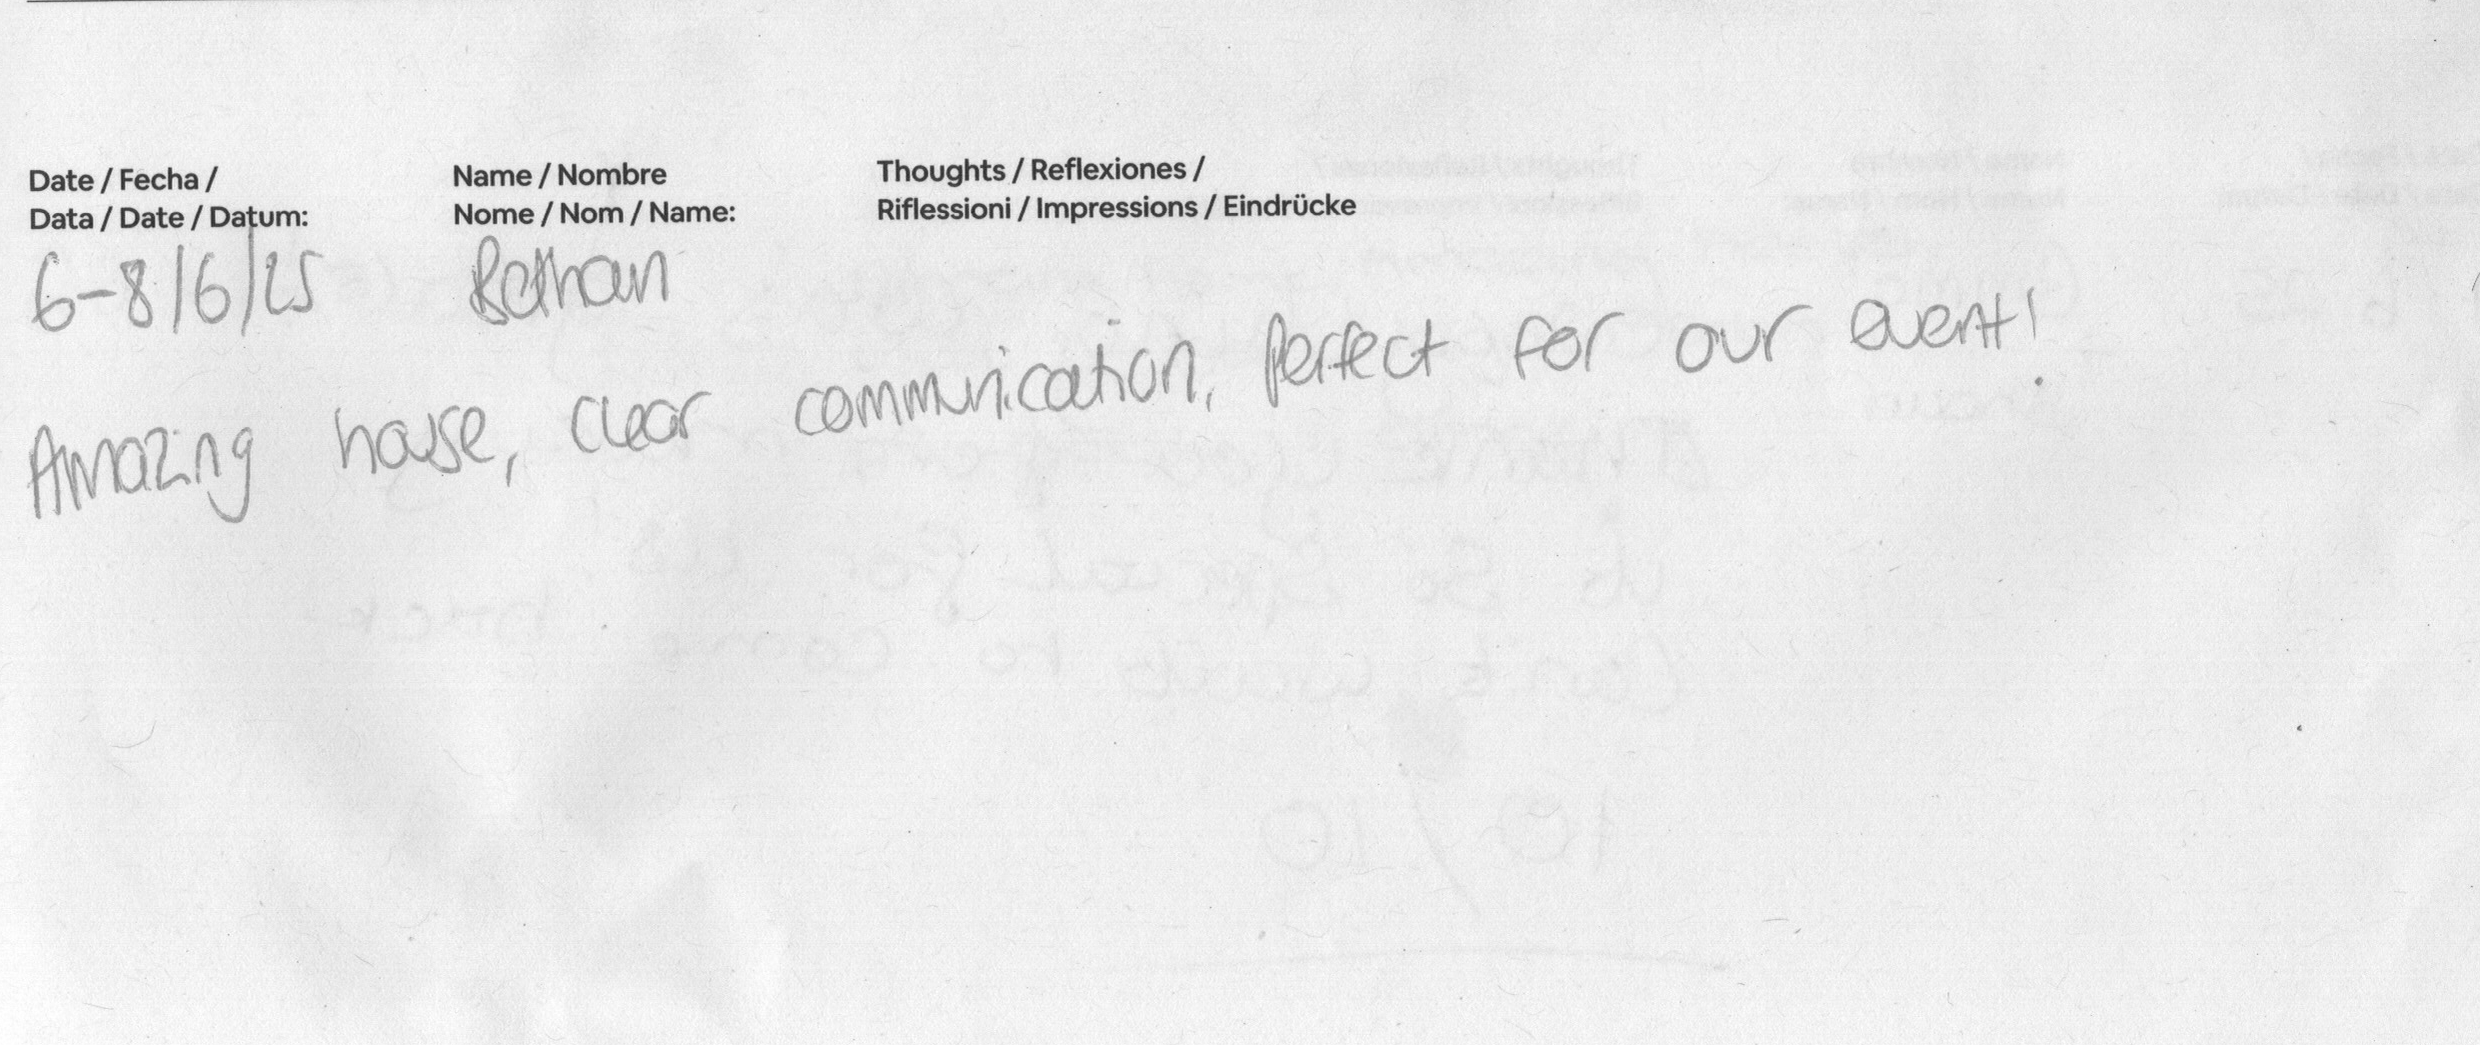 Date / Fecha /
Data / Date / Datum:
Name / Nombre
Nome / Nom / Name:
Thoughts / Reflexiones /
Riflessioni / Impressions / Eindrücke
6-8/6/25
Bethan
Amazing house, clear communication, perfect for our event!